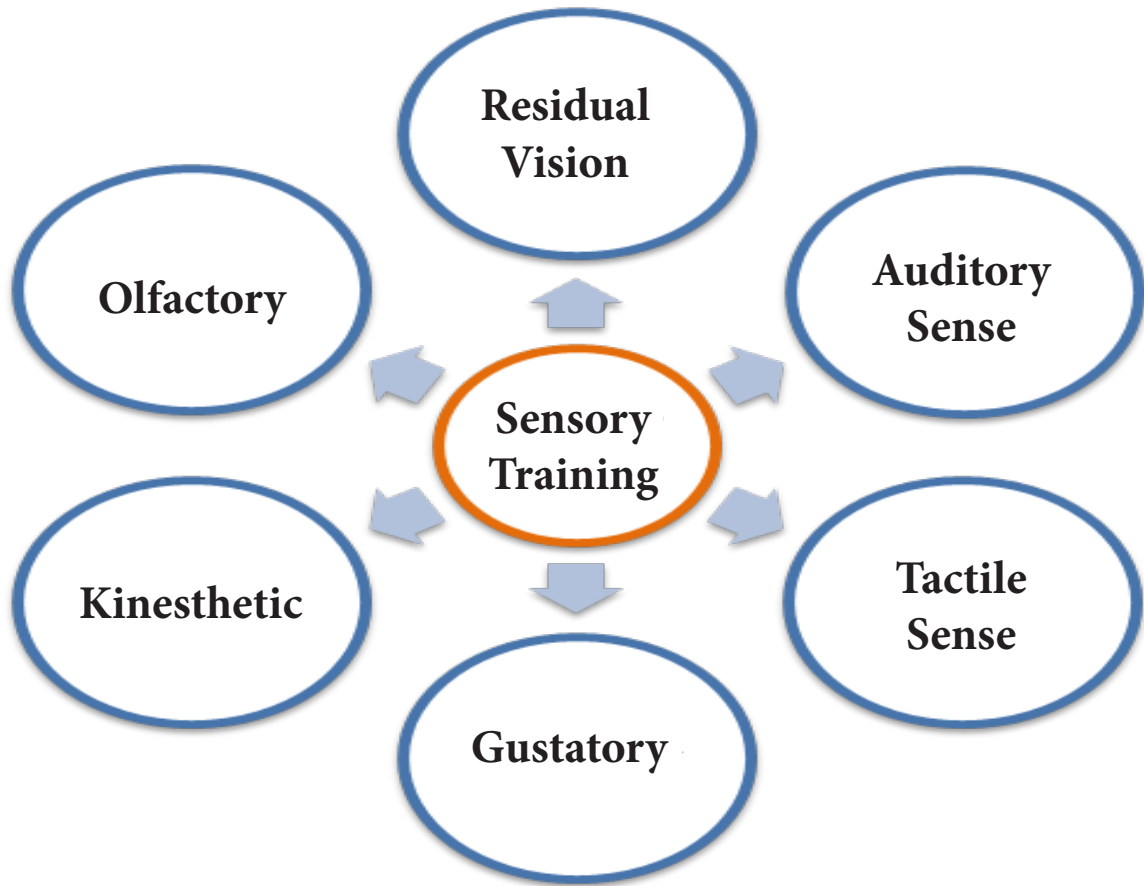 Residual
Vision
Auditory
Sense
Tactile
Sense
Gustatory
Kinesthetic
Olfactory
Sensory
Training